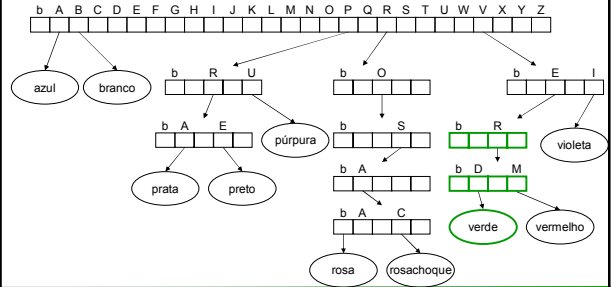 b A B C D E F G H I J K L M N O P Q R S T U W V X Y Z
azul branco
b R U
b O
b E I
b A E
púrpura
b S
b R
violeta
prata preto
b A
b D M
b A C
verde vermelho
rosa rosachoque